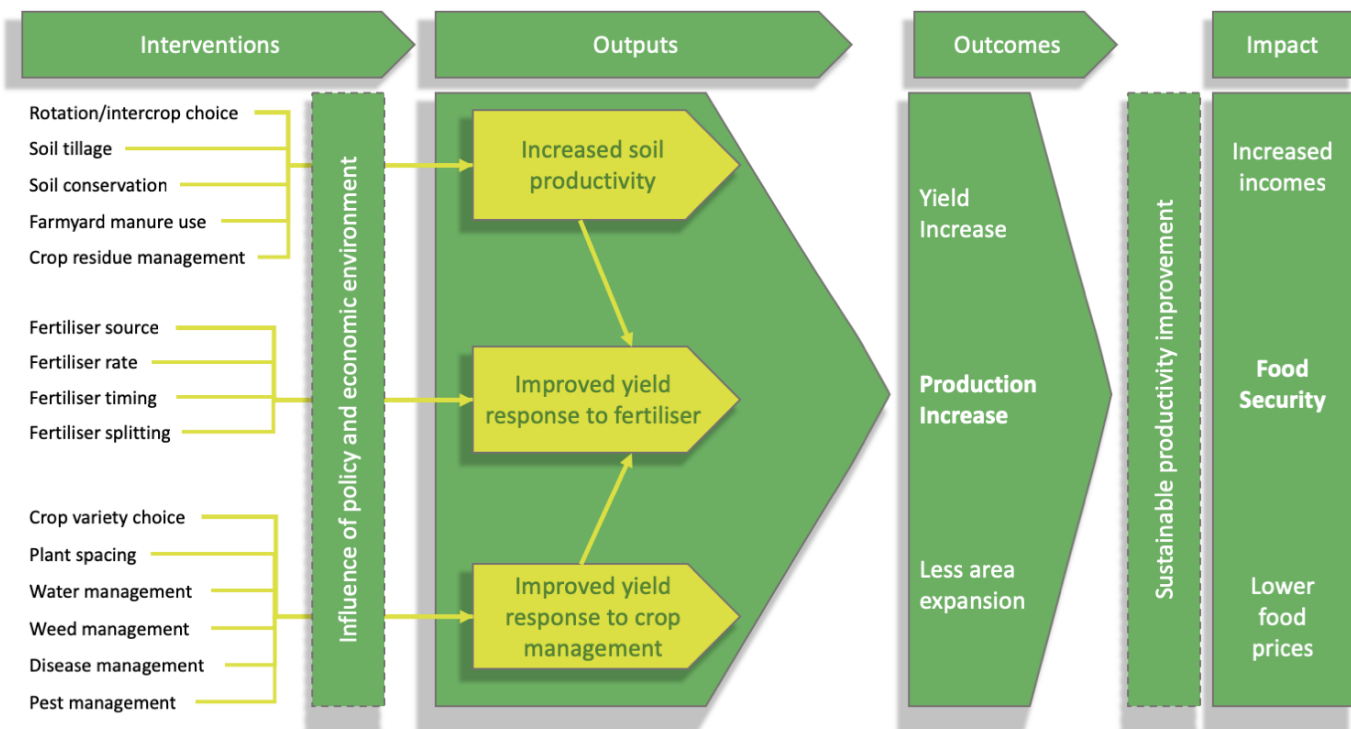 Interventions
Outputs
Outcomes
Impact
Rotation/intercrop choice
Soil tillage
Soil conservation
Farmyard manure use
Crop residue management
Fertiliser source
Fertiliser rate
Fertiliser timing
Fertiliser splitting
Crop variety choice
Plant spacing
Water management
Weed management
Disease management
Pest management
Influence of policy and economic environment
Increased soil
productivity
Improved yield
response to fertiliser
Improved yield
response to crop
management
Yield
Increase
Production
Increase
Less area
expansion
Sustainable productivity improvement
Increased
incomes
Food
Security
Lower
food
prices